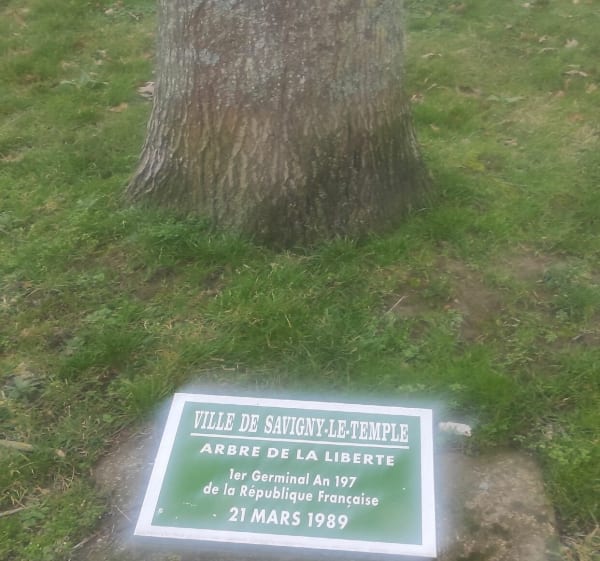 VILLE DE SAVIGNY-LE-TEMPLE
ARBRE DE LA LIBERTE
1er Germinal An 197
de la République Française
21 MARS 1989